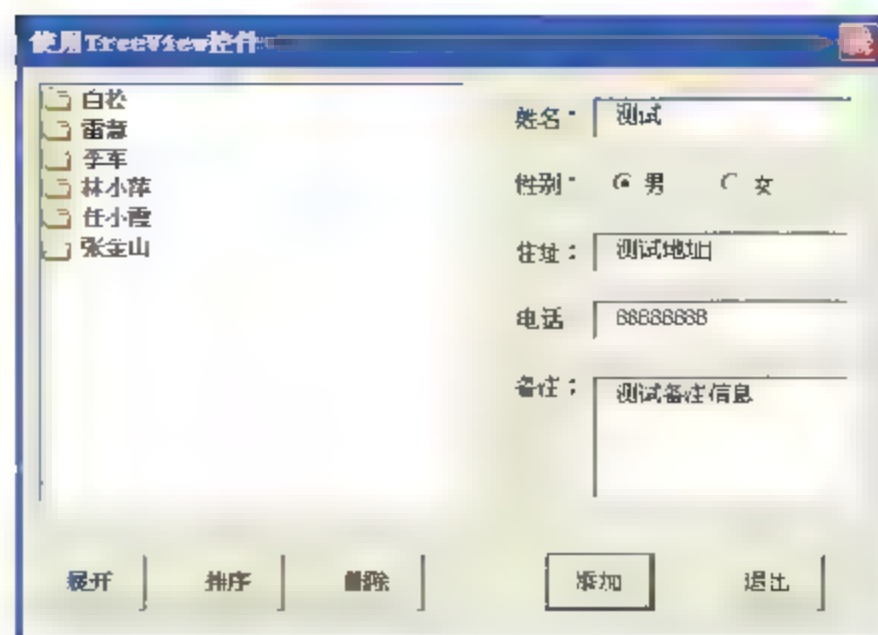 使用TreeView控件
白松
雷慧
李军
林小萍
任小霞
张金山
姓名:
测试
性别:
男
女
住址:
测试地址
电话
88888888
备注:
测试备注信息
展开
排序
删除
添加
退出